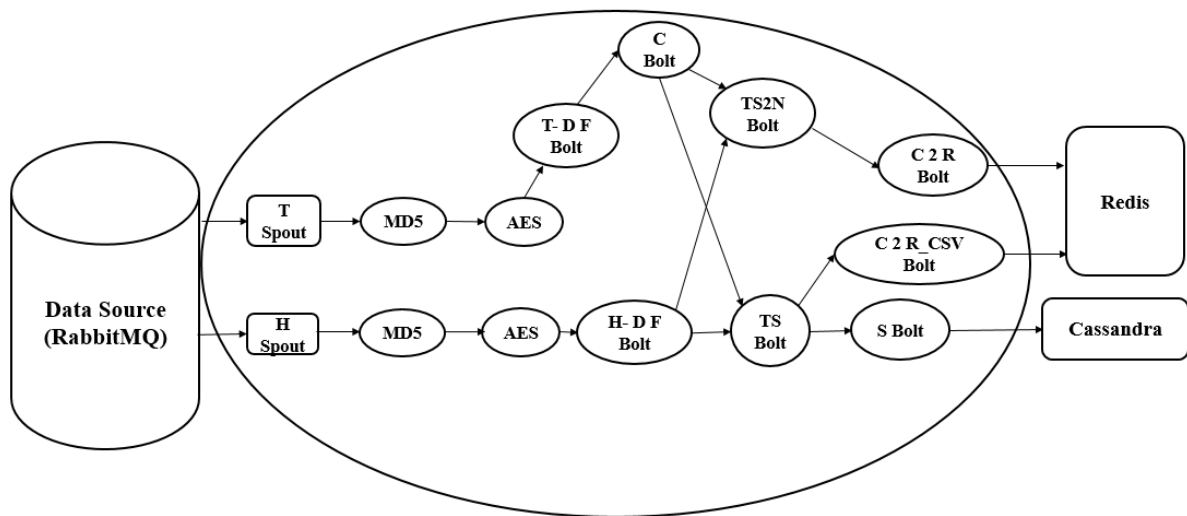 C
Bolt
TS2N
Bolt
T- D F
Bolt
C 2 R
Bolt
Redis
T
Spout
MD5
AES
C 2 R_CSV
Bolt
Data Source
(RabbitMQ)
H
Spout
MD5
AES
H- D F
Bolt
TS
Bolt
S Bolt
Cassandra